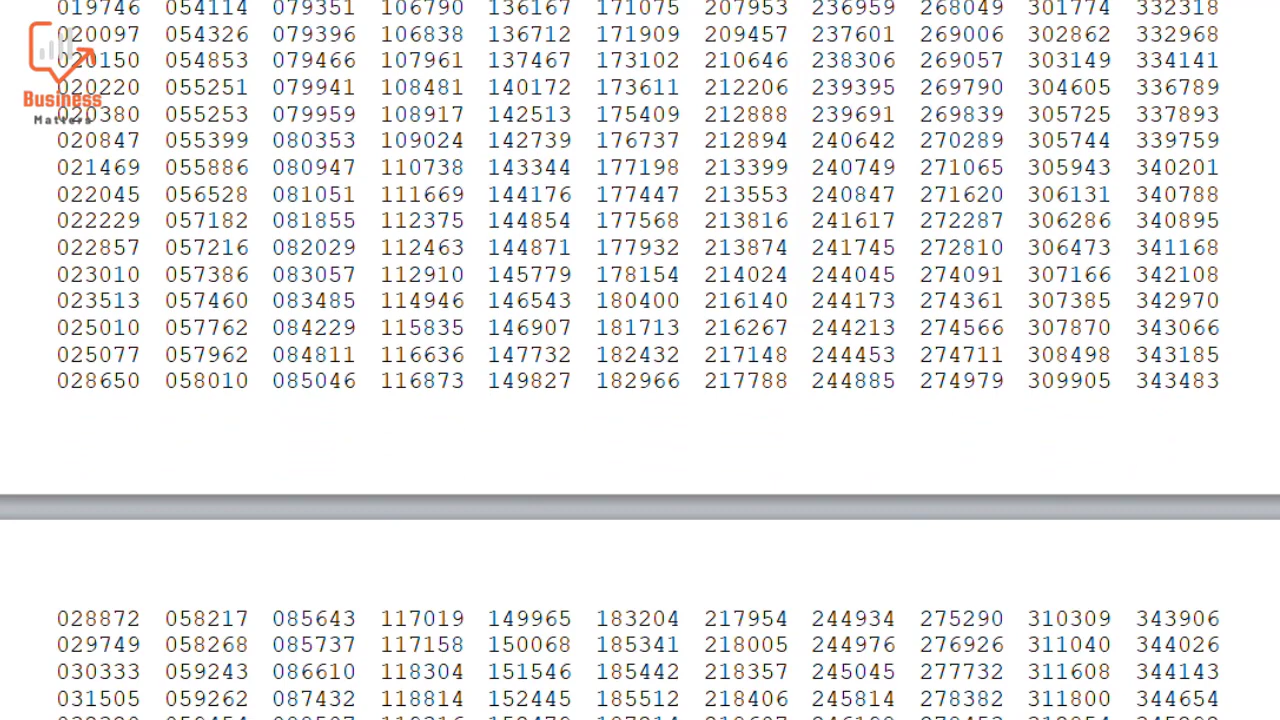 019746 054114 079351 106790 136167 171075 207953 236959 268049 301774 332318
020097 054326 079396 106838 136712 171909 209457 237601 269006 302862 332968
020150 054853 079466 107961 137467 173102 210646 238306 269057 303149 334141
020220 055251 079941 108481 140172 173611 212206 239395 269790 304605 336789
Business
020380 055253 079959 108917 142513 175409 212888 239691 269839 305725 337893
Matters
020847 055399 080353 109024 142739 176737 212894 240642 270289 305744 339759
021469 055886 080947 110738 143344 177198 213399 240749 271065 305943 340201
022045 056528 081051 111669 144176 177447 213553 240847 271620 306131 340788
022229 057182 081855 112375 144854 177568 213816 241617 272287 306286 340895
022857 057216 082029 112463 144871 177932 213874 241745 272810 306473 341168
023010 057386 083057 112910 145779 178154 214024 244045 274091 307166 342108
023513 057460 083485 114946 146543 180400 216140 244173 274361 307385 342970
025010 057762 084229 115835 146907 181713 216267 244213 274566 307870 343066
025077 057962 084811 116636 147732 182432 217148 244453 274711 308498 343185
028650 058010 085046 116873 149827 182966 217788 244885 274979 309905 343483
028872 058217 085643 117019 149965 183204 217954 244934 275290 310309 343906
029749 058268 085737 117158 150068 185341 218005 244976 276926 311040 344026
030333 059243 086610 118304 151546 185442 218357 245045 277732 311608 344143
031505 059262 087432 118814 152445 185512 218406 245814 278382 311800 344654